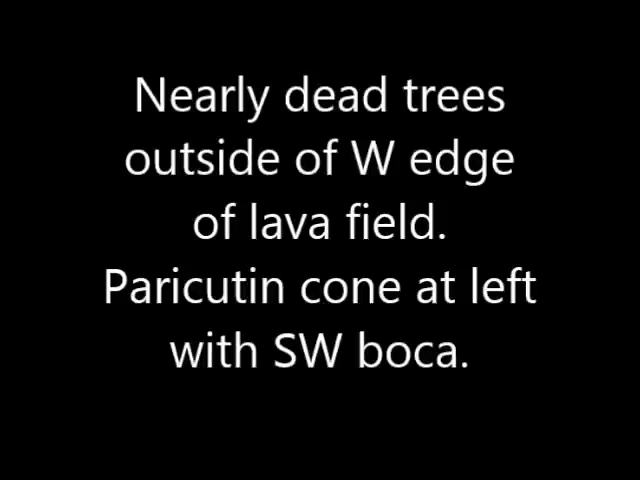 Nearly dead trees
outside of W edge
of lava field.
Paricutin cone at left
with SW boca.